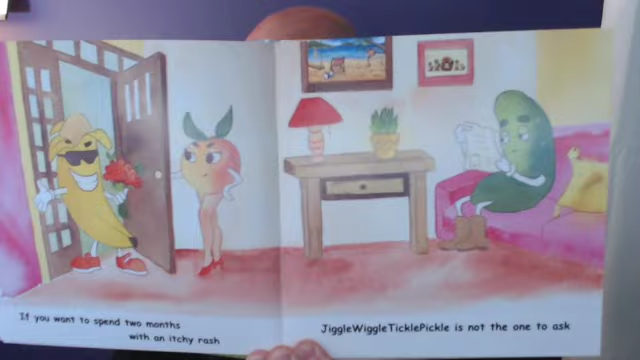 If you want to spend two months
with an itchy rash
JiggleWiggleTicklePickle is not the one to ask